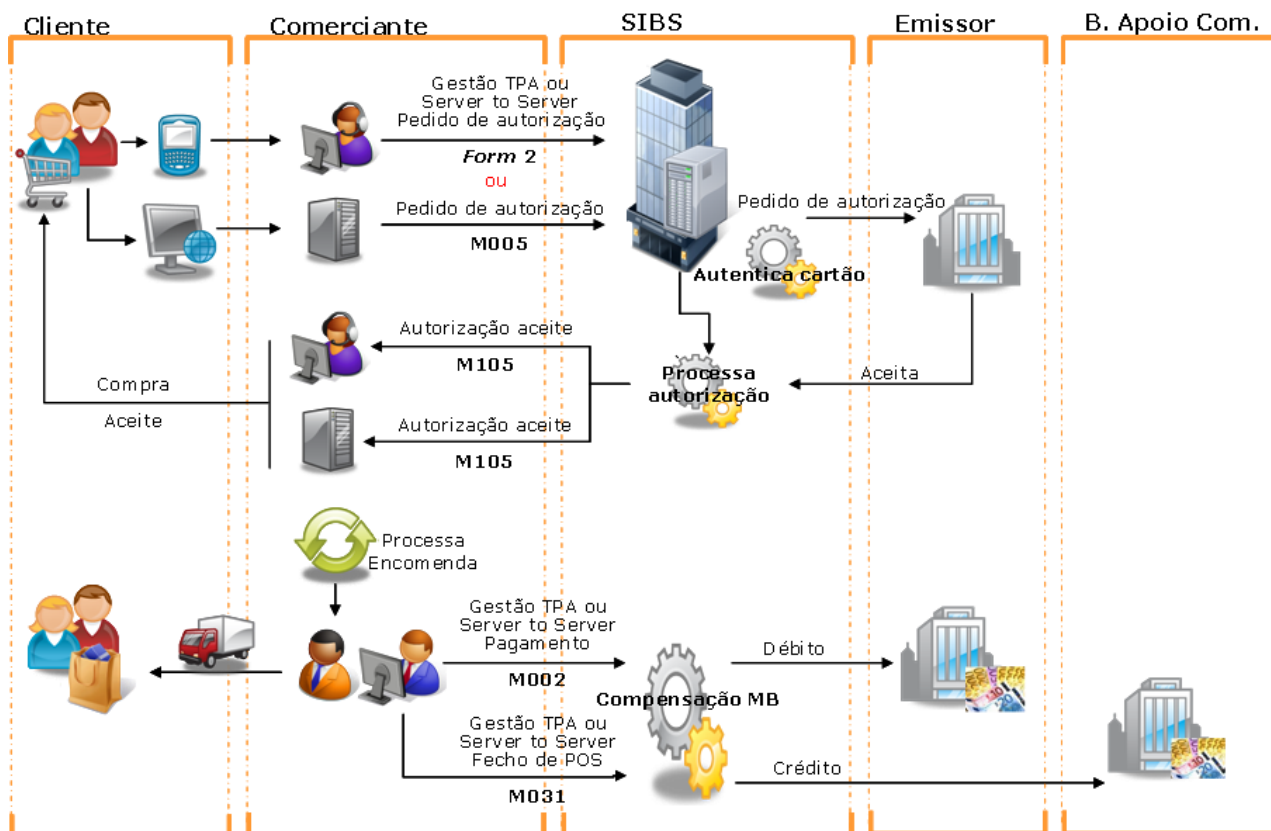 Cliente
Comerciante
SIBS
Emissor
B. Apoio Com.
Gestão TPA ou
Server to Server
Pedido de autorização
Form 2
ou
Pedido de autorização
M005
Pedido de autorização
Autentica cartão
Autorização aceite
M105
Processa
autorização
Aceita
Compra
Aceite
Autorização aceite
M105
Processa
Encomenda
Gestão TPA ou
Server to Server
Pagamento
M002
Débito
Compensação MB
Gestão TPA ou
Server to Server
Fecho de POS
M031
Crédito